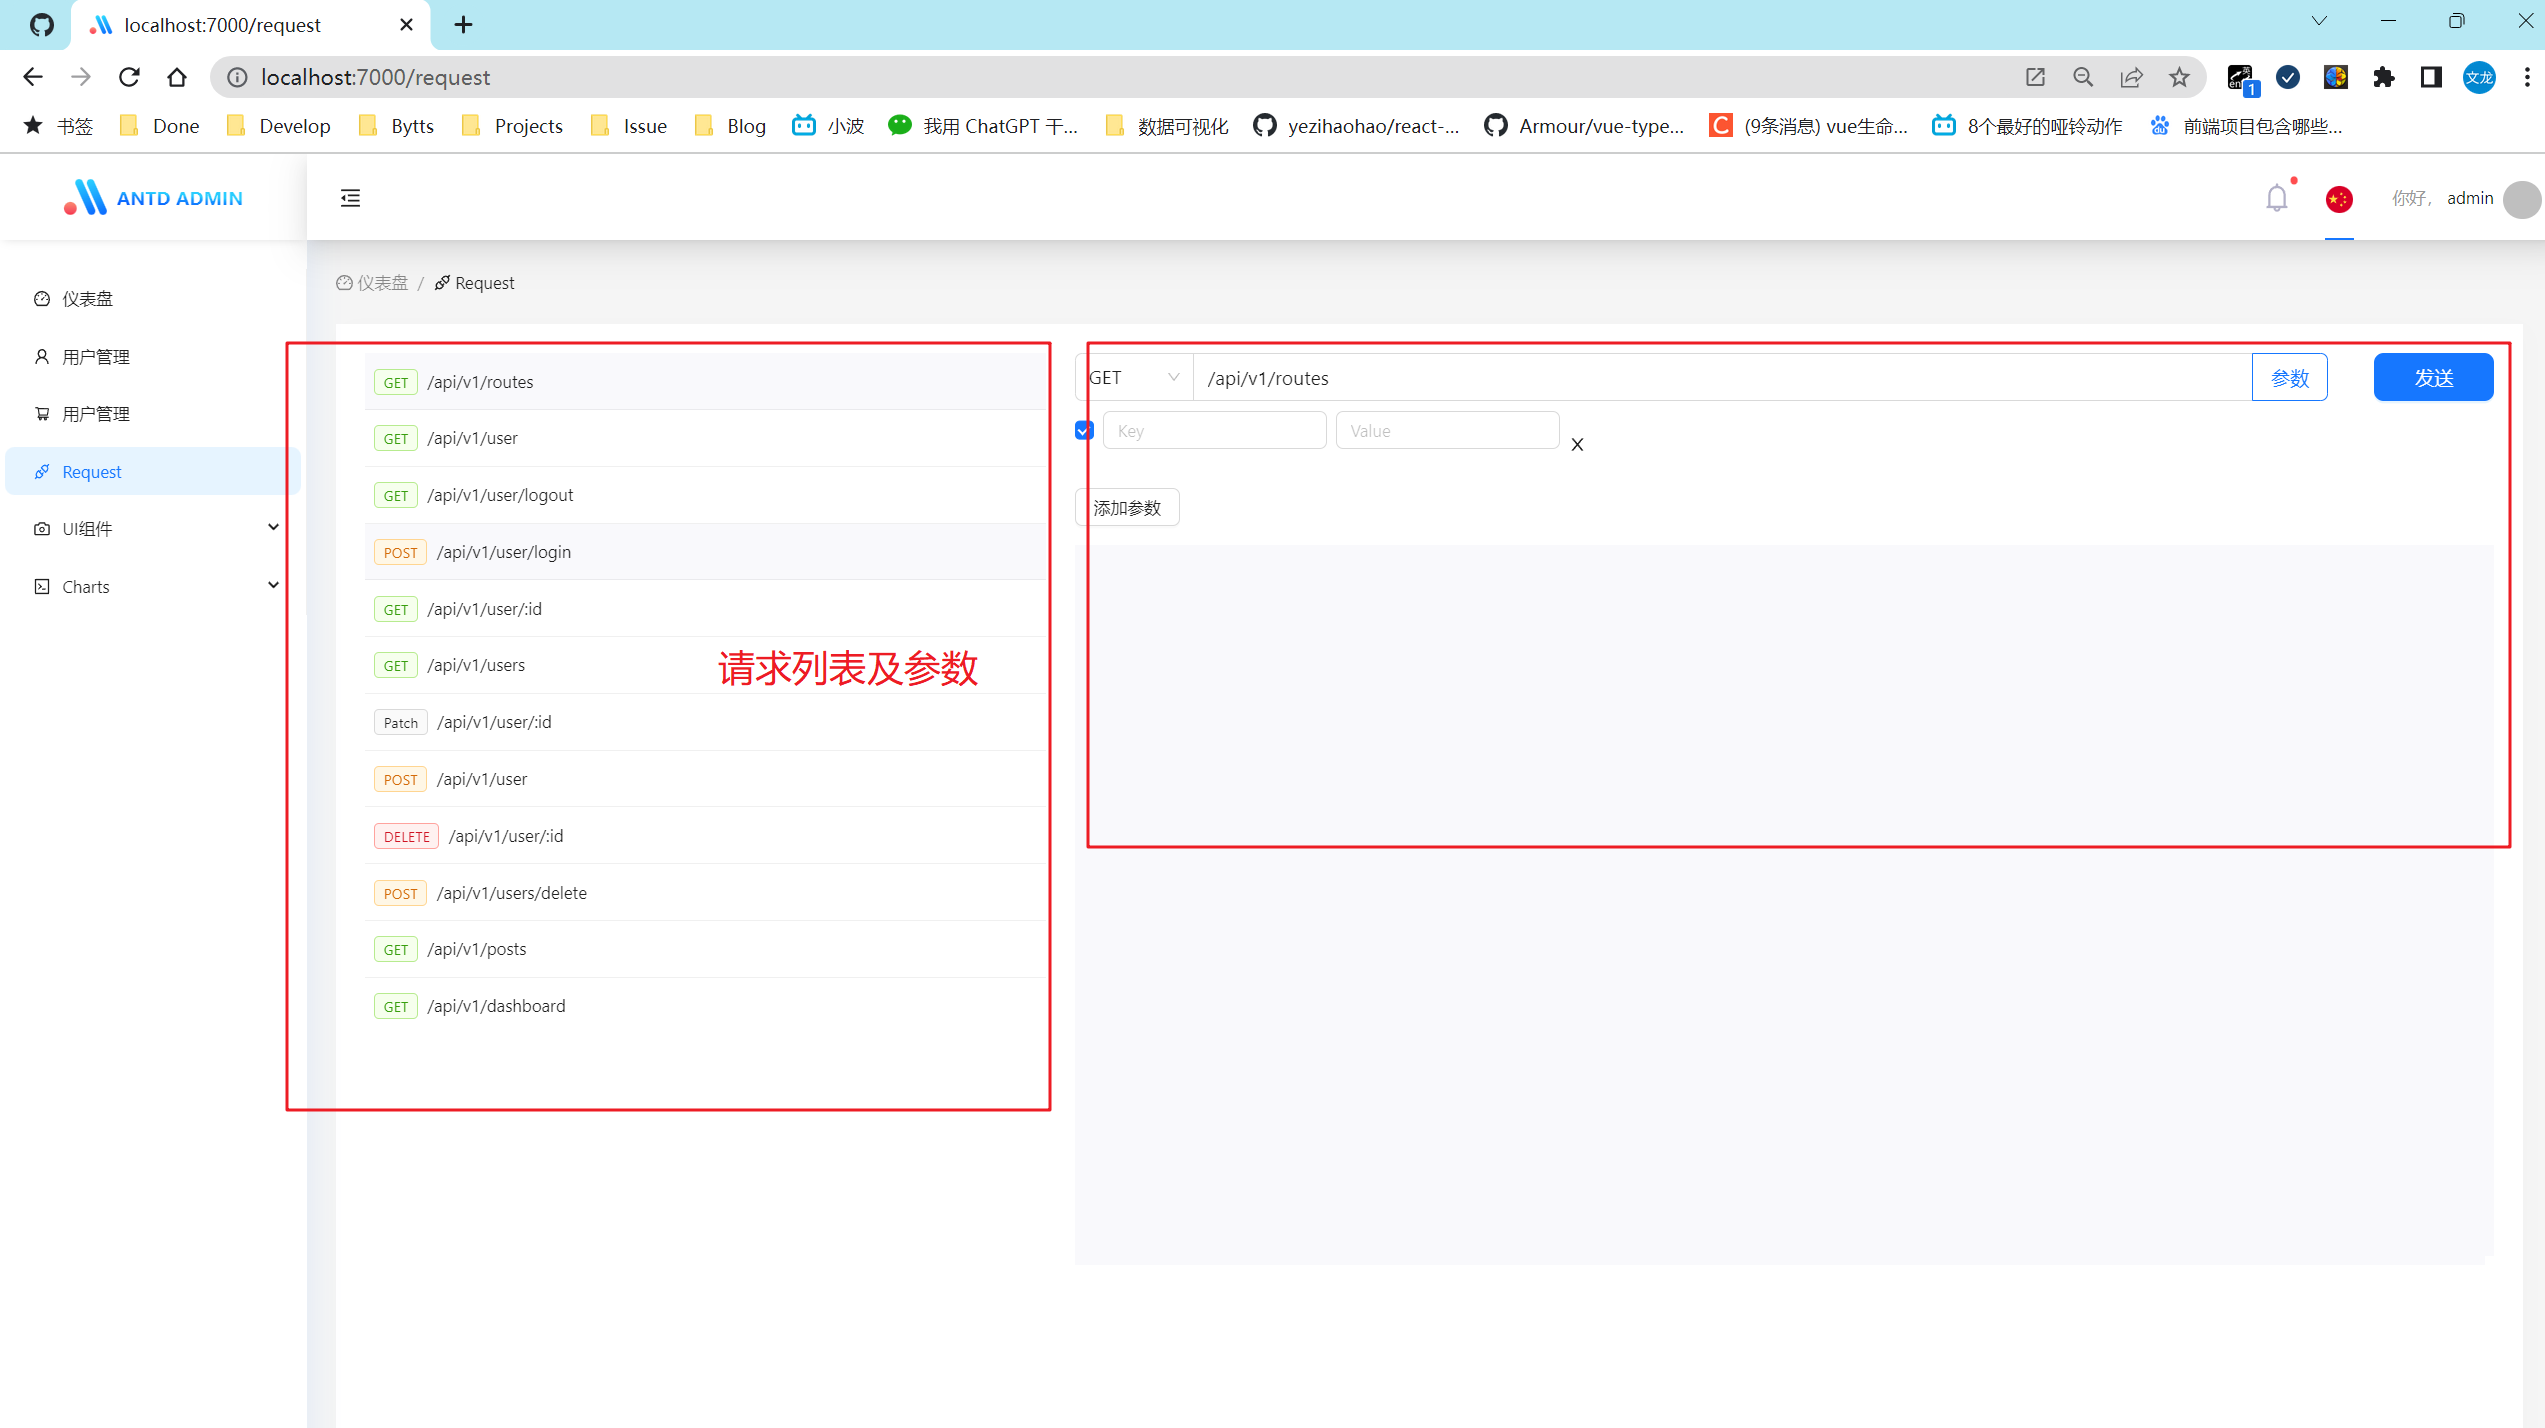 localhost:7000/request
localhost:7000/request
英
en
1
文龙
书签 Done Develop Bytts Projects Issue Blog 小波 我用 ChatGPT 干... 数据可视化 yezihaohao/react-... Armour/vue-type... C (9条消息) vue生命... 8个最好的哑铃动作 前端项目包含哪些...
ANTD ADMIN
你好， admin
仪表盘 / Request
仪表盘
用户管理
用户管理
Request
UI组件
Charts
GET /api/v1/routes
GET /api/v1/user
GET /api/v1/user/logout
POST /api/v1/user/login
GET /api/v1/user/:id
GET /api/v1/users
Patch /api/v1/user/:id
POST /api/v1/user
DELETE /api/v1/user/:id
POST /api/v1/users/delete
GET /api/v1/posts
GET /api/v1/dashboard
请求列表及参数
GET /api/v1/routes 参数 发送
Key Value X
添加参数